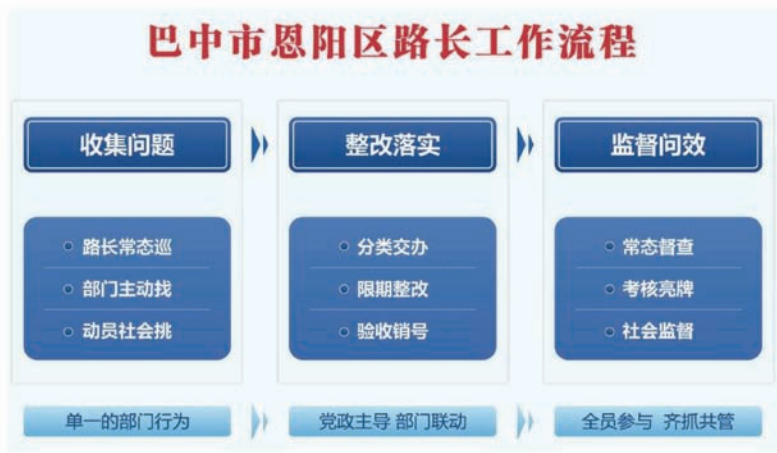 巴中市恩阳区路长工作流程
收集问题
路长常态巡
部门主动找
动员社会挑
整改落实
分类交办
限期整改
验收销号
监督问效
常态督查
考核亮牌
社会监督
单一的部门行为
党政主导 部门联动
全员参与 齐抓共管